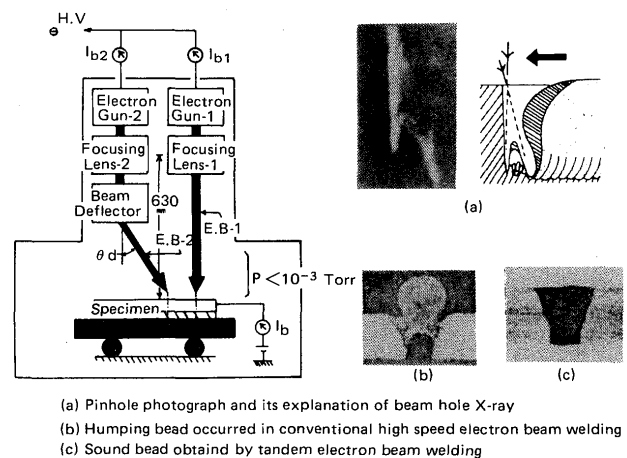 H.V
⊖
Ib2
Ib1
Electron Gun-2
Electron Gun-1
Focusing Lens-2
Focusing Lens-1
Beam Deflector
630
E.B-1
E.B-2
θd
P<10⁻³ Torr
Specimen
Ib
(a)
(b)
(c)
(a) Pinhole photograph and its explanation of beam hole X-ray
(b) Humping bead occurred in conventional high speed electron beam welding
(c) Sound bead obtaind by tandem electron beam welding